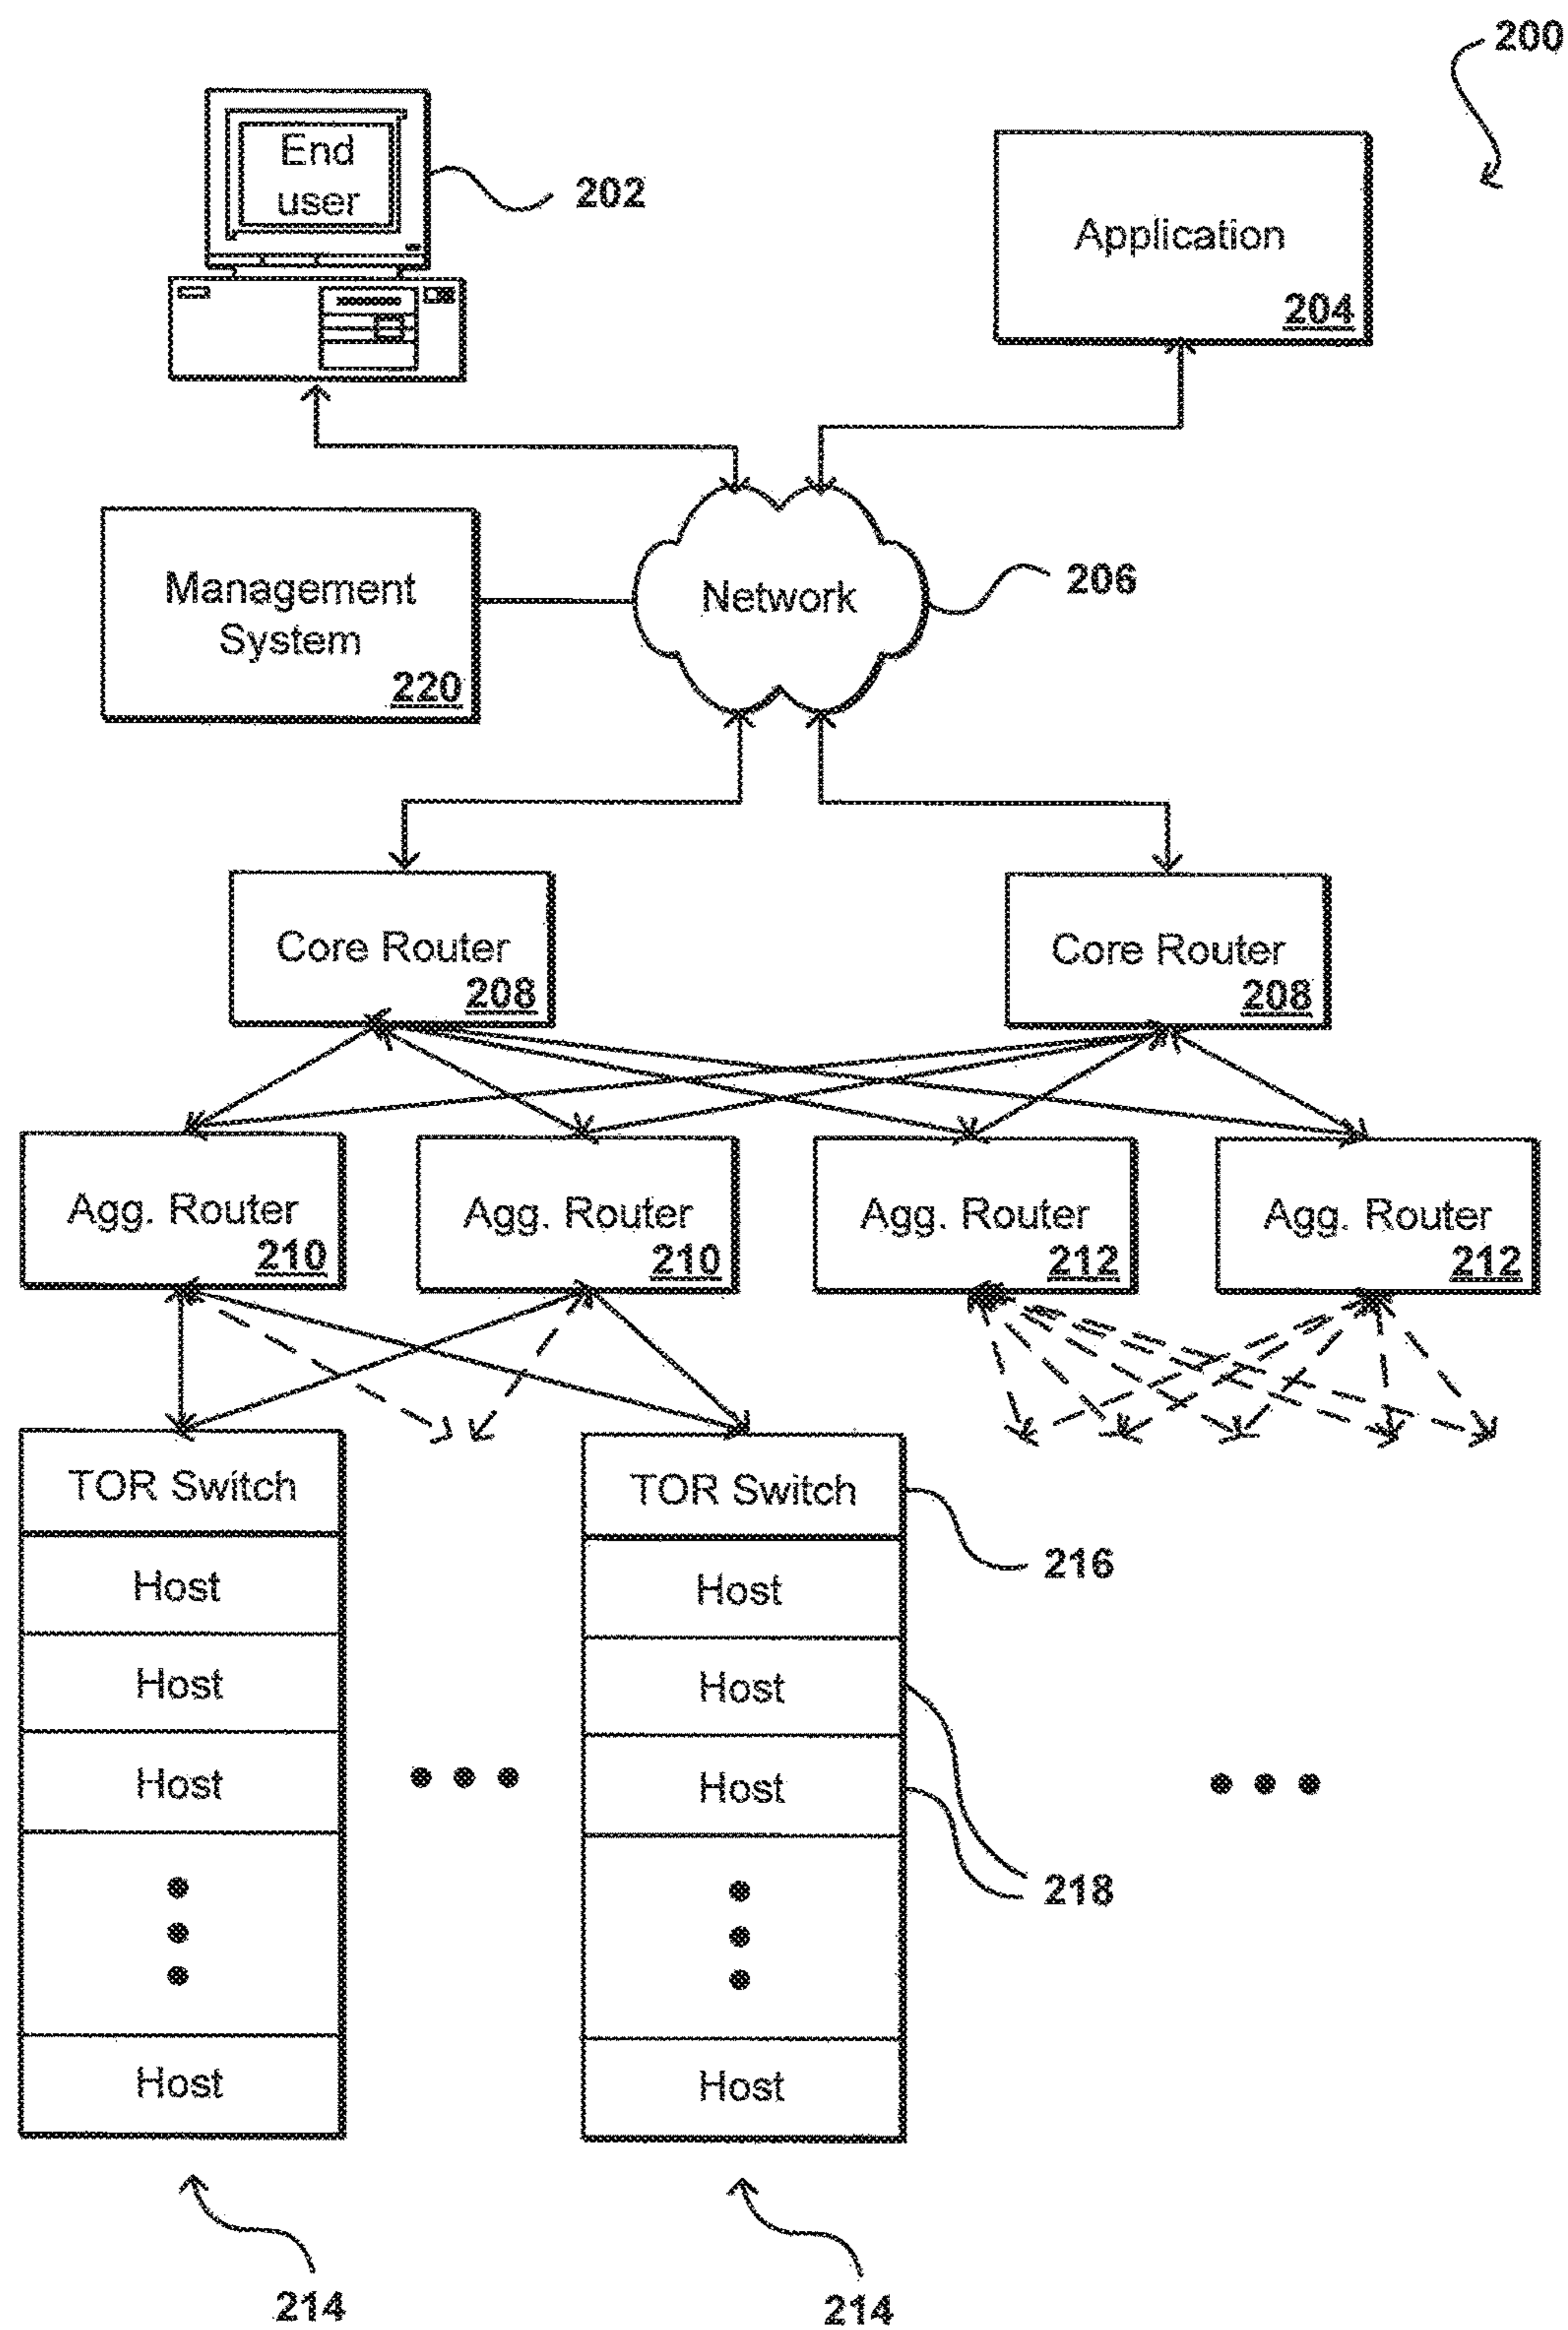 200
End
user
202
Application
204
Management
System
220
Network
206
Core Router
208
Core Router
208
Agg. Router
210
Agg. Router
210
Agg. Router
212
Agg. Router
212
TOR Switch
Host
Host
Host
Host
TOR Switch
Host
Host
Host
Host
216
218
214
214